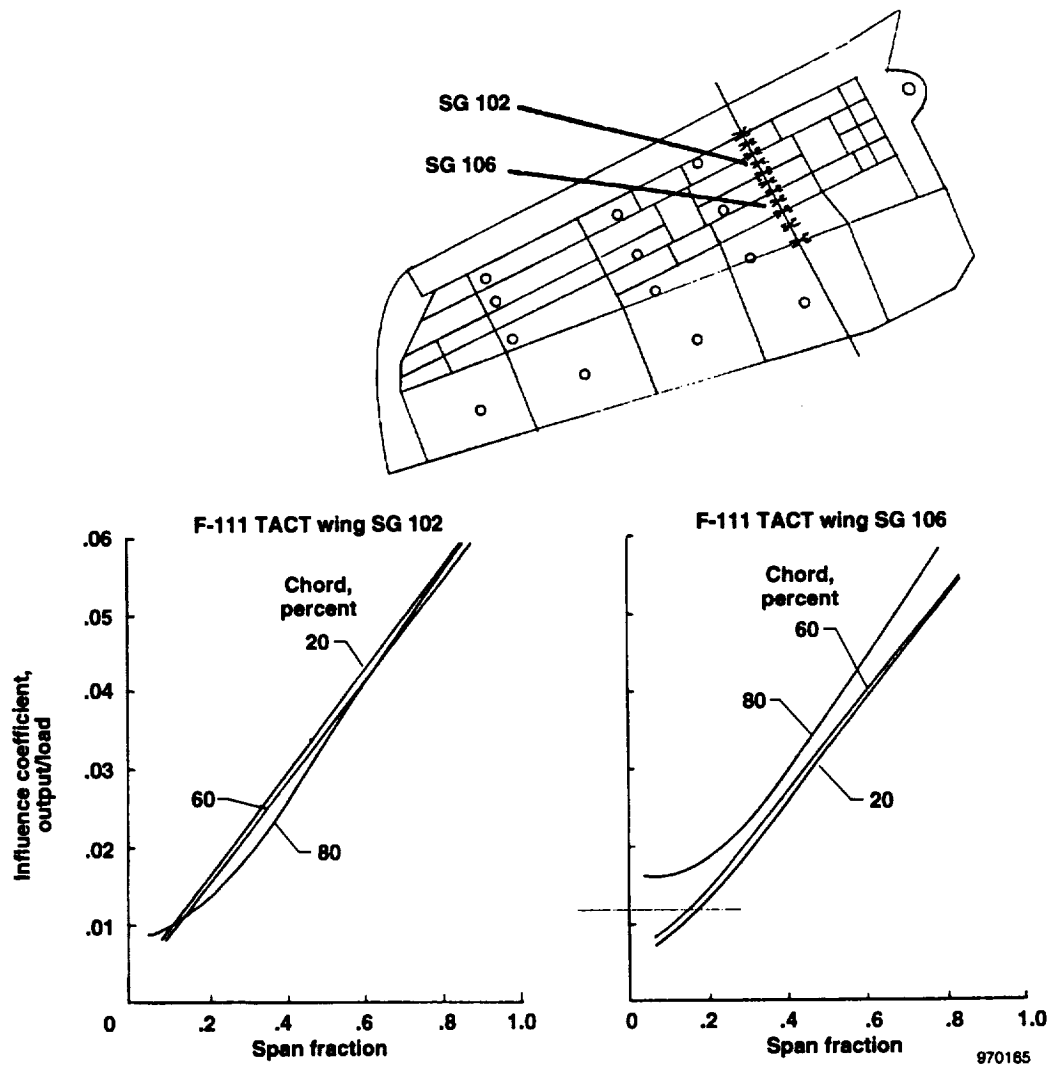 SG 102
SG 106
F-111 TACT wing SG 102
.06
.05
.04
.03
.02
.01
0
.2
.4
.6
.8
1.0
Influence coefficient,
output/load
Span fraction
Chord,
percent
20
60
80
F-111 TACT wing SG 106
Chord,
percent
60
80
20
0
.2
.4
.6
.8
1.0
Span fraction
970165